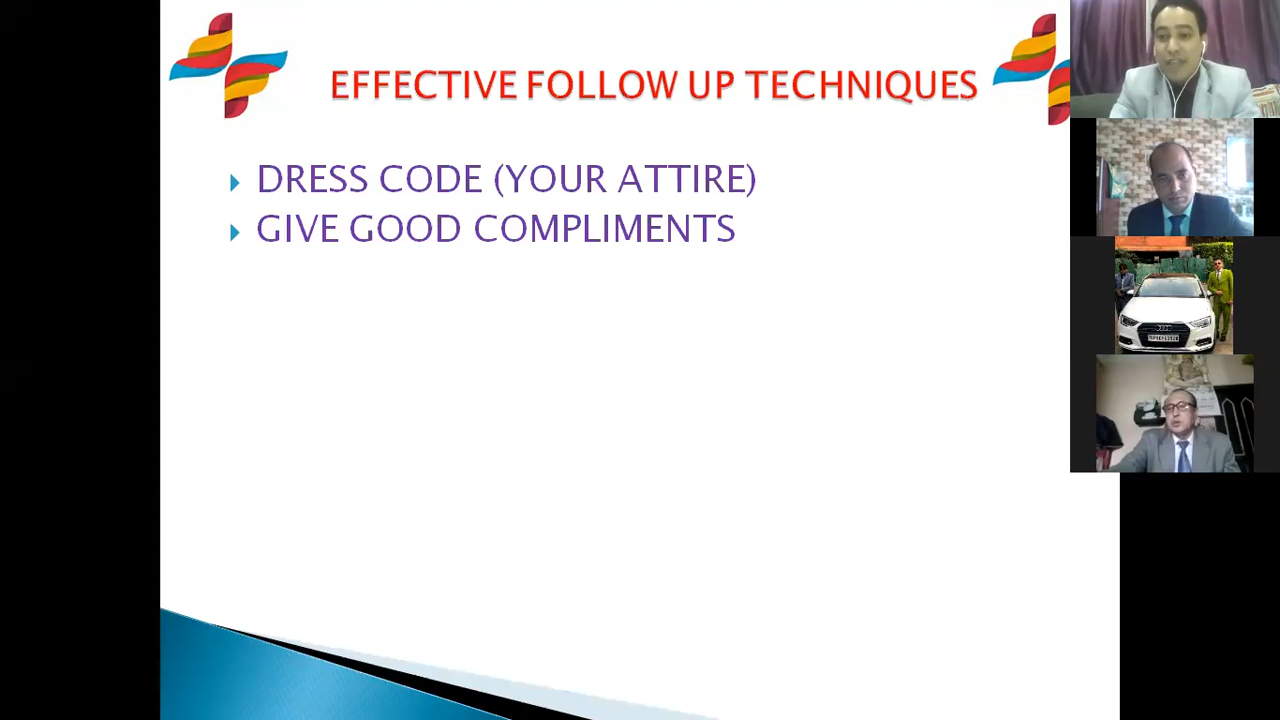 EFFECTIVE FOLLOW UP TECHNIQUES
DRESS CODE (YOUR ATTIRE)
GIVE GOOD COMPLIMENTS